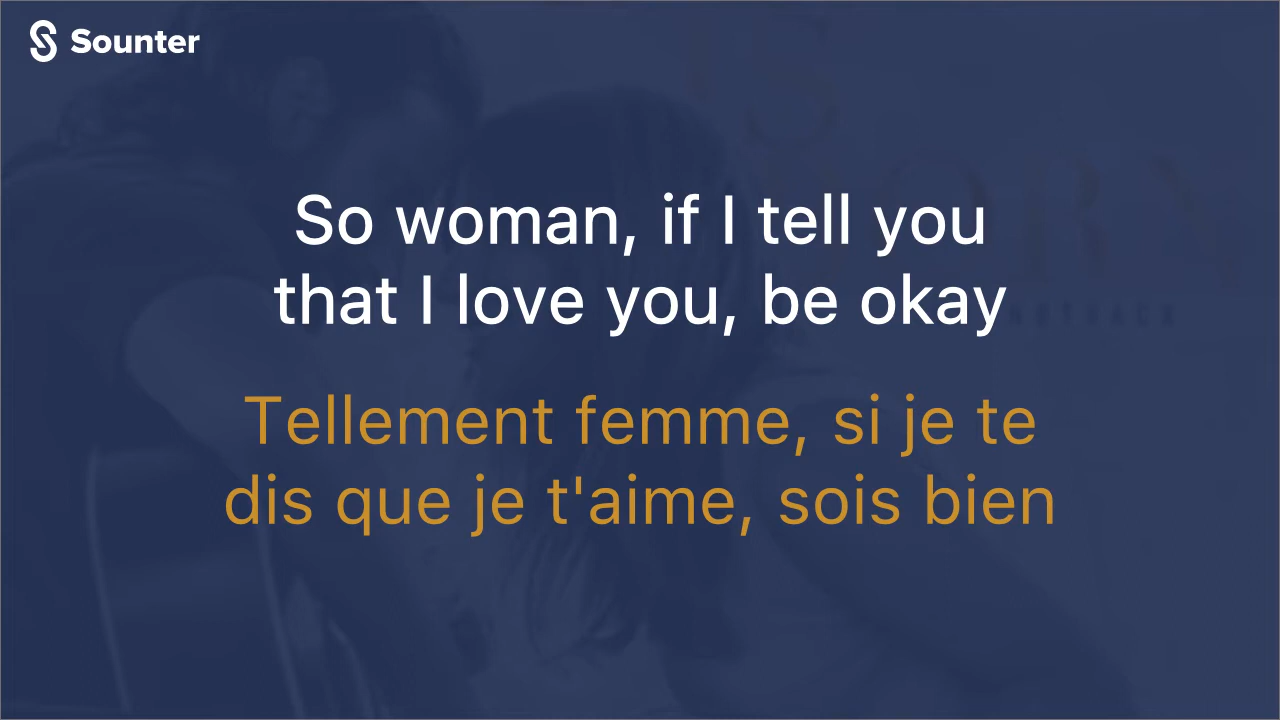 Sounter
So woman, if I tell you
that I love you, be okay
Tellement femme, si je te
dis que je t'aime, sois bien